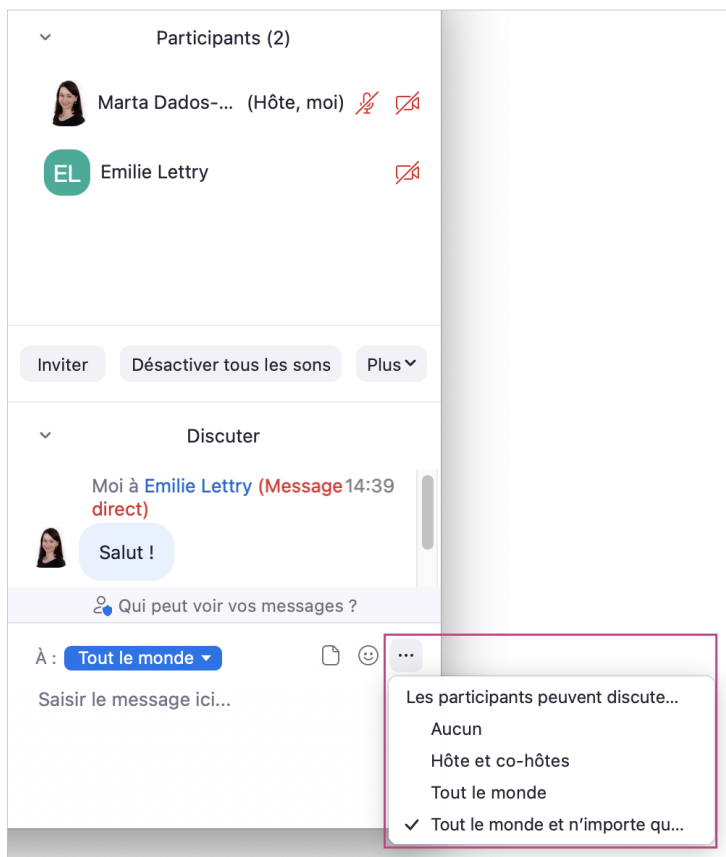 Participants (2)
Marta Dados-... (Hôte, moi)
EL Emilie Lettry
Inviter Désactiver tous les sons Plus
Discuter
Moi à Emilie Lettry (Message 14:39
direct)
Salut !
Qui peut voir vos messages ?
À : Tout le monde ...
Saisir le message ici...
Les participants peuvent discute...
Aucun
Hôte et co-hôtes
Tout le monde
Tout le monde et n’importe qu...